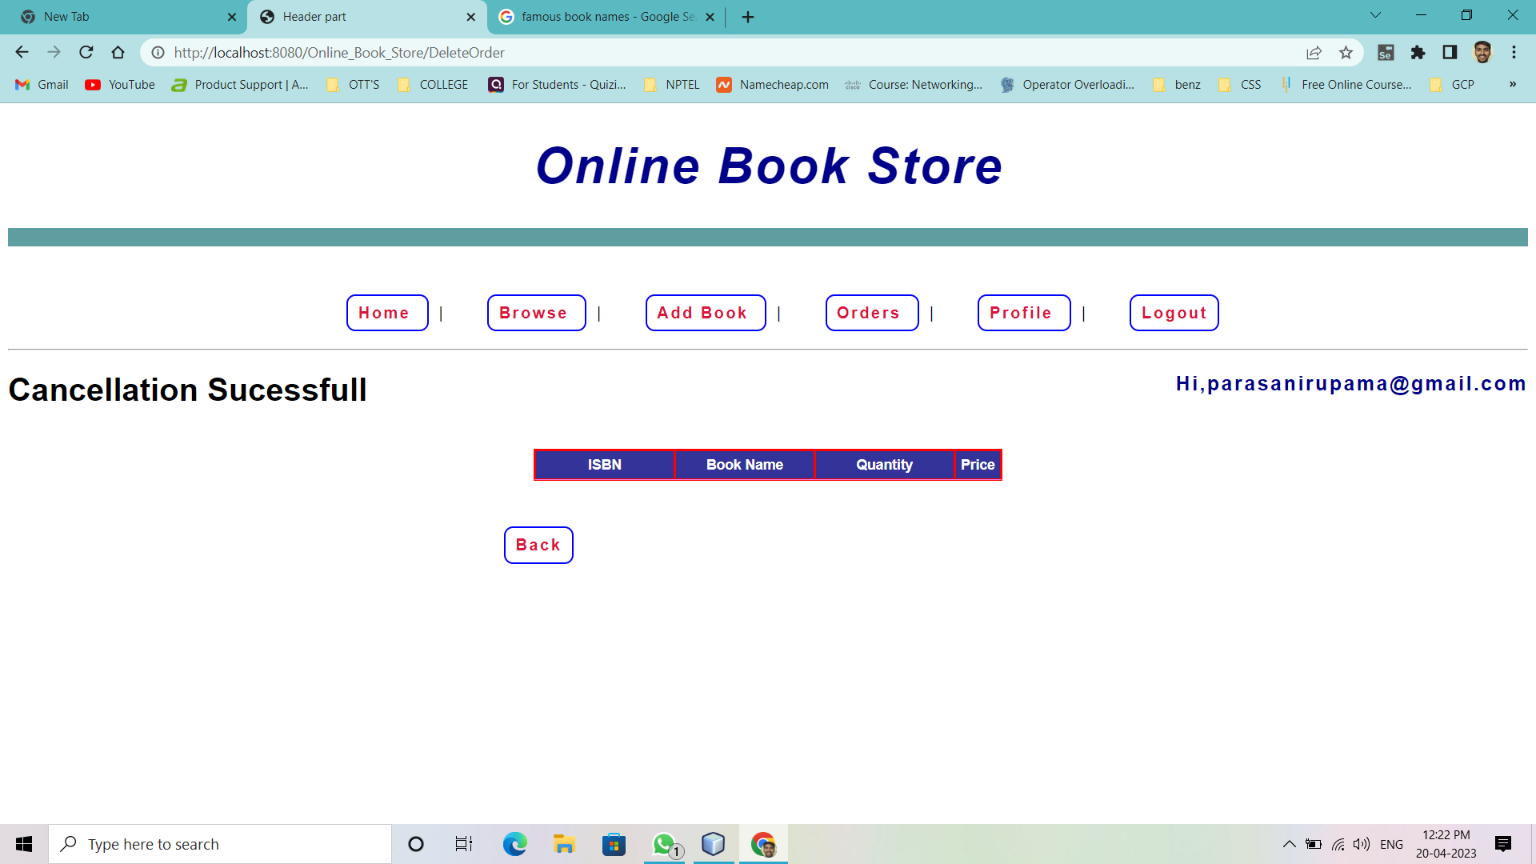 New Tab
Header part
famous book names - Google Se
http://localhost:8080/Online_Book_Store/DeleteOrder
Gmail YouTube Product Support | A... OTT'S COLLEGE For Students - Quizi... NPTEL Namecheap.com Course: Networking... Operator Overloadi... benz CSS Free Online Course... GCP »
Online Book Store
Home | Browse | Add Book | Orders | Profile | Logout
Cancellation Sucessfull
Hi,parasanirupama@gmail.com
ISBN Book Name Quantity Price
Back
Type here to search
1
ENG
12:22 PM
20-04-2023